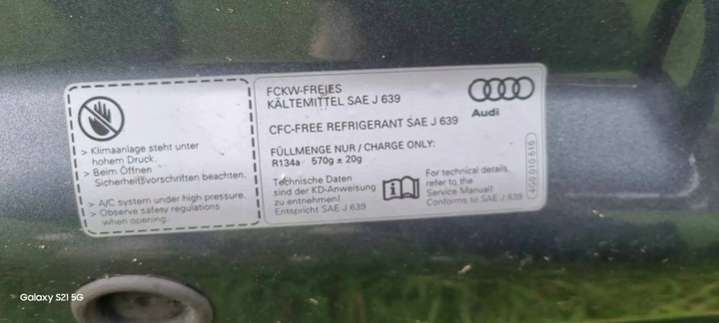 > Klimaanlage steht unter
hohem Druck.
> Beim Öffnen
Sicherheitsvorschriften beachten.
> A/C system under high pressure.
> Observe safety regulations
when opening.
FCKW-FREIES
KÄLTEMITTEL SAE J 639
CFC-FREE REFRIGERANT SAE J 639
FÜLLMENGE NUR / CHARGE ONLY:
R134a 570g ± 20g
Technische Daten
sind der KD-Anweisung
zu entnehmen!
Entspricht SAE J 639
For technical details
refer to the
Service Manual!
Conforms to SAE J 639
Audi
4G0 010 616
Galaxy S21 5G